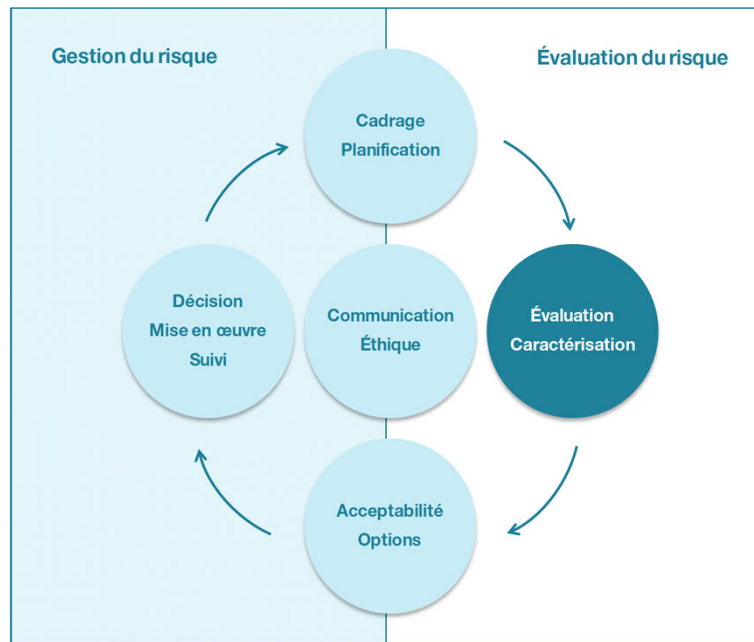 Gestion du risque
Évaluation du risque
Cadrage
Planification
Décision
Mise en œuvre
Suivi
Communication
Éthique
Évaluation
Caractérisation
Acceptabilité
Options